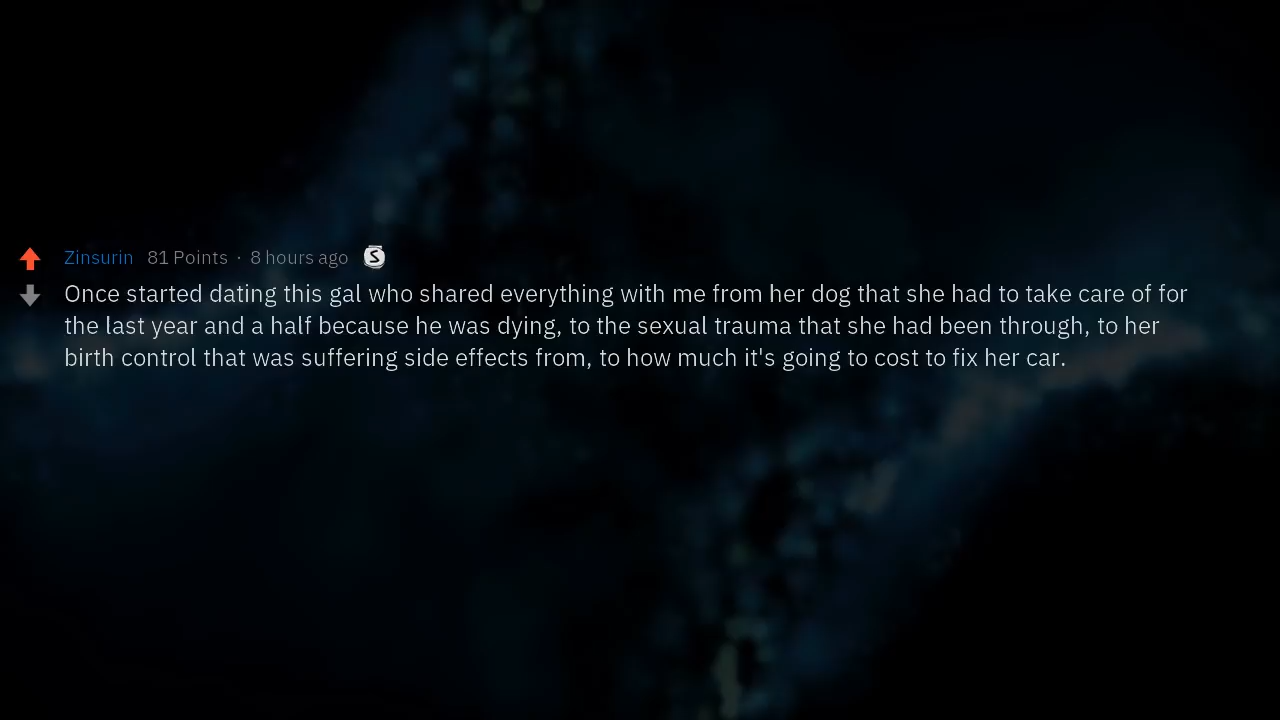 Zinsurin 81 Points · 8 hours ago S
Once started dating this gal who shared everything with me from her dog that she had to take care of for
the last year and a half because he was dying, to the sexual trauma that she had been through, to her
birth control that was suffering side effects from, to how much it's going to cost to fix her car.